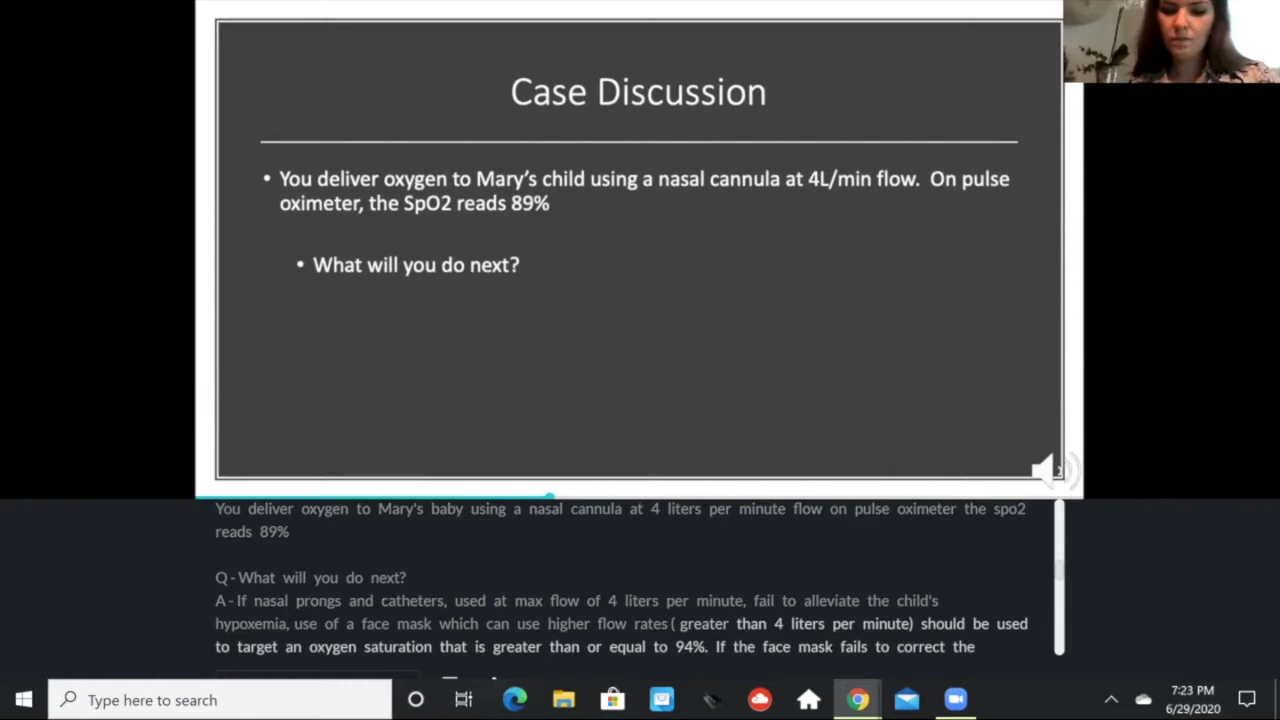 Case Discussion
• You deliver oxygen to Mary's child using a nasal cannula at 4L/min flow. On pulse
oximeter, the SpO2 reads 89%
• What will you do next?
You deliver oxygen to Mary's baby using a nasal cannula at 4 liters per minute flow on pulse oximeter the spo2
reads 89%
Q-What will you do next?
A-If nasal prongs and catheters, used at max flow of 4 liters per minute, fail to alleviate the child's
hypoxemia, use of a face mask which can use higher flow rates( greater than 4 liters per minute) should be used
to target an oxygen saturation that is greater than or equal to 94%. If the face mask fails to correct the
Type here to search
7:23 PM
6/29/2020